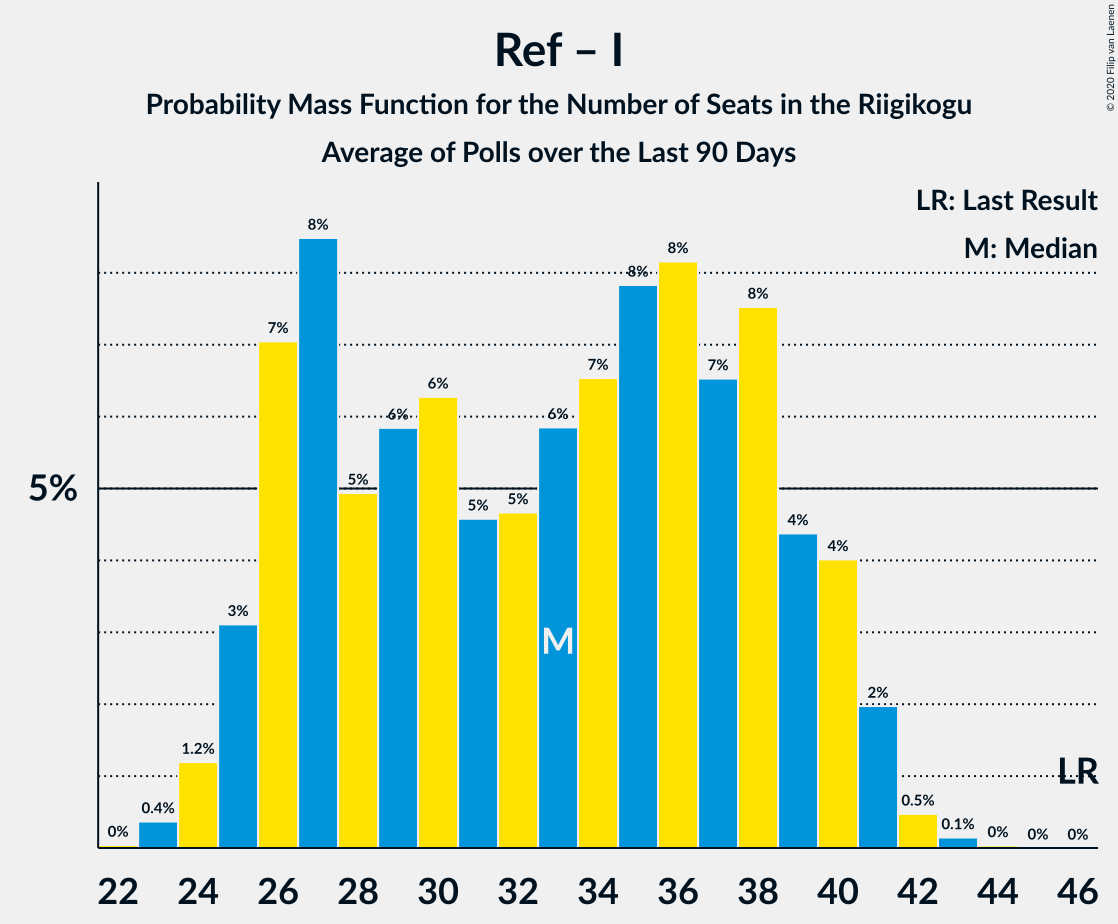 Ref – I
Probability Mass Function for the Number of Seats in the Riigikogu
Average of Polls over the Last 90 Days
© 2020 Filip van Laenen
LR: Last Result
M: Median
5%
0%
0.4%
1.2%
3%
7%
8%
5%
6%
6%
5%
5%
6%
7%
8%
8%
7%
8%
4%
4%
2%
0.5%
0.1%
0%
0%
0%
M
LR
22 24 26 28 30 32 34 36 38 40 42 44 46